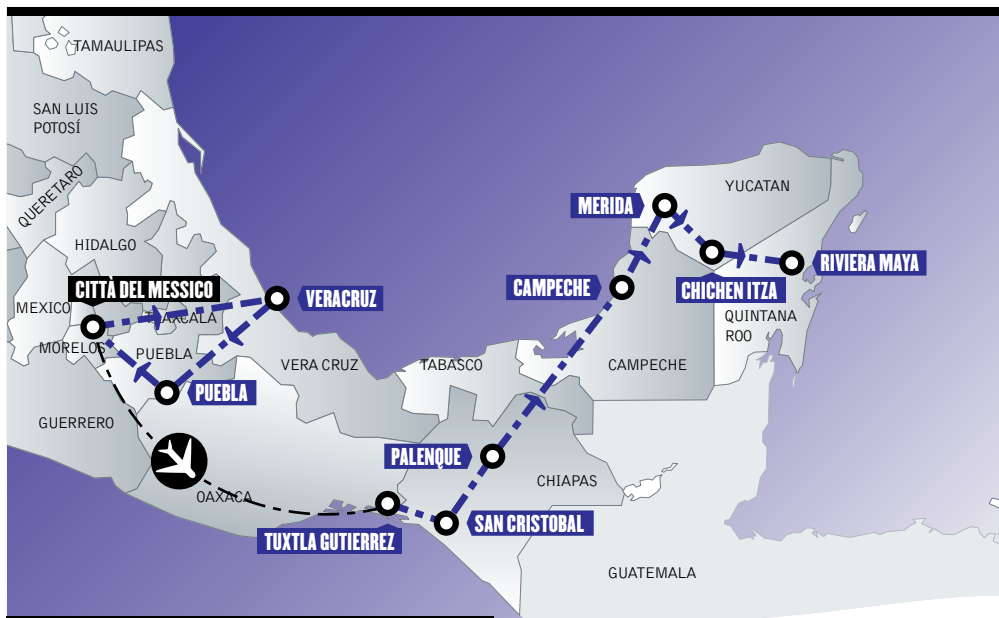 TAMAULIPAS
SAN LUIS
POTOSÍ
QUERETARO
HIDALGO
YUCATAN
MERIDA
CITTÀ DEL MESSICO
VERACRUZ
CAMPECHE
CHICHEN ITZA
RIVIERA MAYA
MEXICO
TLAXCALA
QUINTANA
ROO
MORELOS
PUEBLA
VERA CRUZ
TABASCO
CAMPECHE
PUEBLA
GUERRERO
PALENQUE
CHIAPAS
OAXACA
SAN CRISTOBAL
TUXTLA GUTIERREZ
GUATEMALA